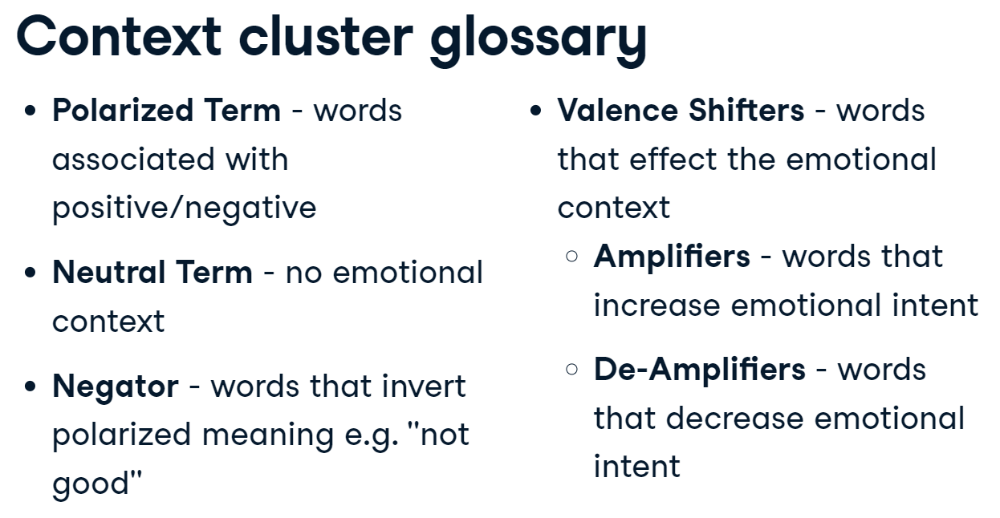 Context cluster glossary
• Polarized Term - words
associated with
positive/negative
• Neutral Term - no emotional
context
• Negator - words that invert
polarized meaning e.g. "not
good"
• Valence Shifters - words
that effect the emotional
context
○ Amplifiers - words that
increase emotional intent
○ De-Amplifiers - words
that decrease emotional
intent